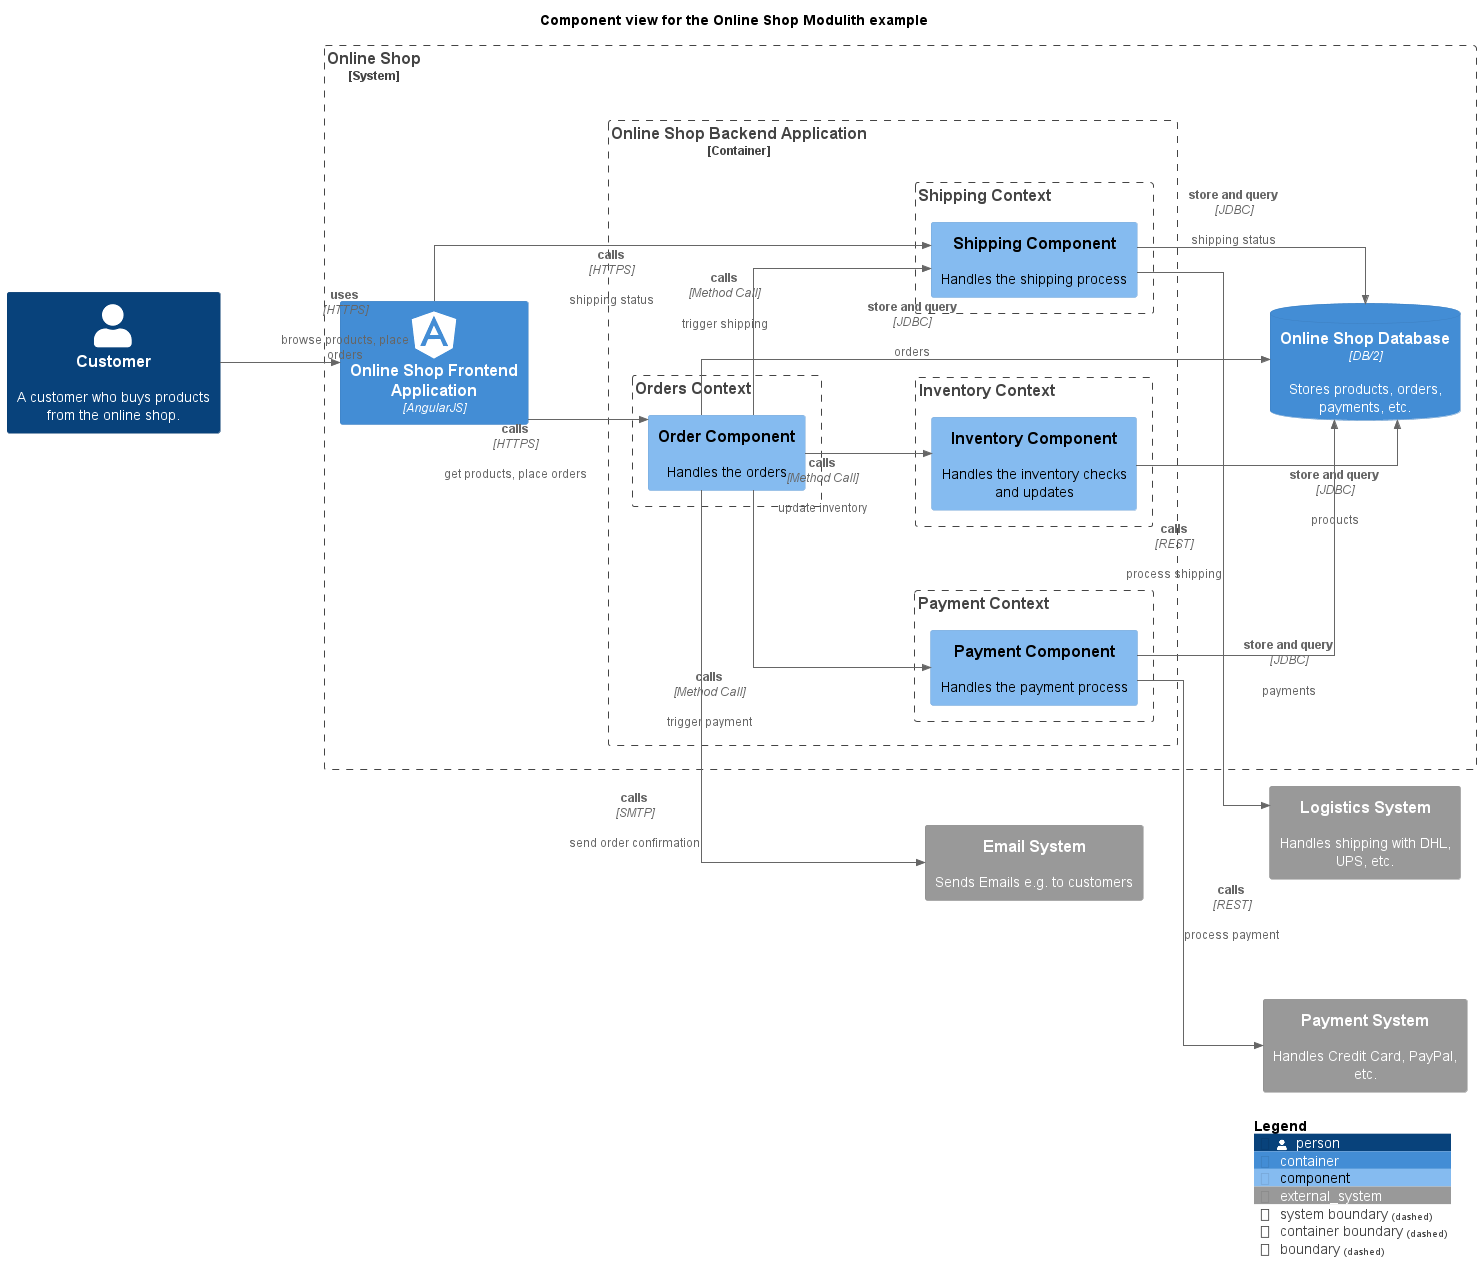 Component view for the Online Shop Modulith example
Online Shop
[System]
Online Shop Backend Application
[Container]
Shipping Context
Shipping Component
Handles the shipping process
store and query
[JDBC]
shipping status
calls
[HTTPS]
shipping status
calls
[Method Call]
trigger shipping
store and query
[JDBC]
orders
uses
[HTTPS]
browse products, place
orders
Customer
A customer who buys products
from the online shop.
Online Shop Frontend
Application
[AngularJS]
Online Shop Database
[DB/2]
Stores products, orders,
payments, etc.
Orders Context
Order Component
Handles the orders
Inventory Context
Inventory Component
Handles the inventory checks
and updates
calls
[HTTPS]
get products, place orders
calls
[Method Call]
update inventory
store and query
[JDBC]
products
calls
[REST]
process shipping
Payment Context
Payment Component
Handles the payment process
store and query
[JDBC]
payments
calls
[Method Call]
trigger payment
calls
[SMTP]
send order confirmation
Email System
Sends Emails e.g. to customers
Logistics System
Handles shipping with DHL,
UPS, etc.
calls
[REST]
process payment
Payment System
Handles Credit Card, PayPal,
etc.
Legend
person
container
component
external_system
system boundary (dashed)
container boundary (dashed)
boundary (dashed)